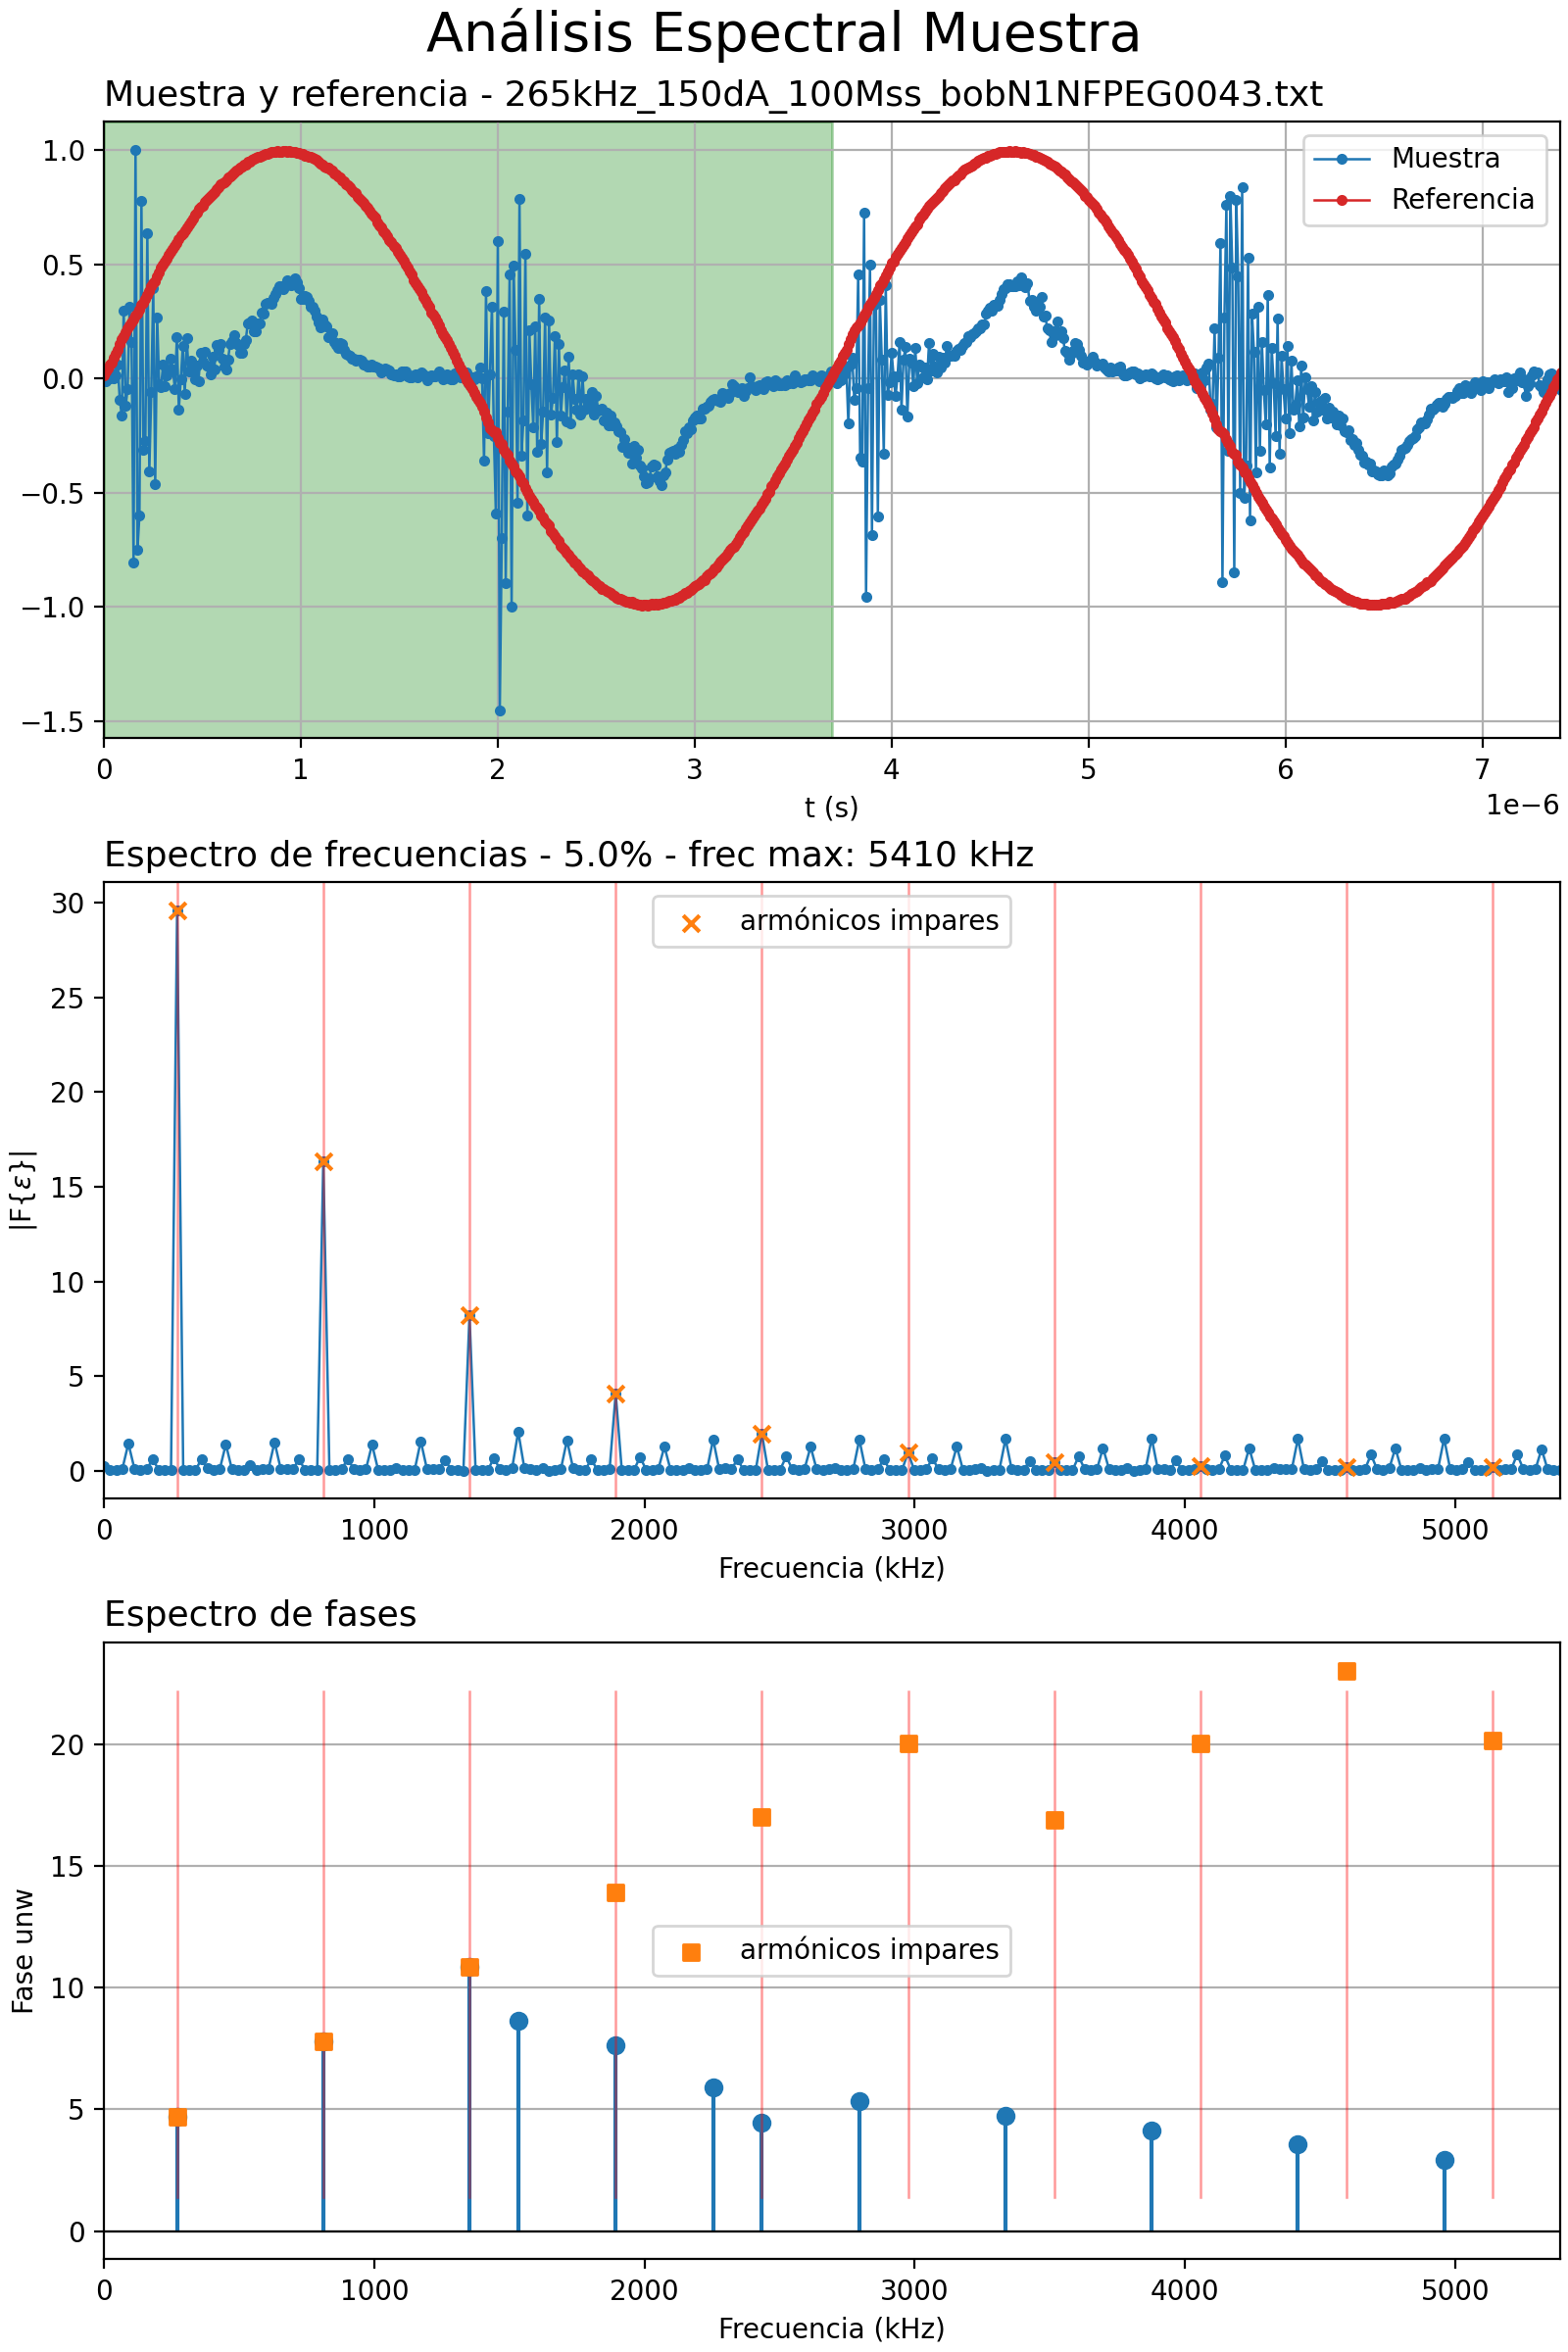 Análisis Espectral Muestra
Muestra y referencia - 265kHz_150dA_100Mss_bobN1NFPEG0043.txt
Muestra
Referencia
1.0
0.5
0.0
−0.5
−1.0
−1.5
0 1 2 3 4 5 6 7
t (s)
1e−6
Espectro de frecuencias - 5.0% - frec max: 5410 kHz
armónicos impares
30
25
20
15
10
5
0
|F{ε}|
0 1000 2000 3000 4000 5000
Frecuencia (kHz)
Espectro de fases
20
15
10
5
0
Fase unw
armónicos impares
0 1000 2000 3000 4000 5000
Frecuencia (kHz)